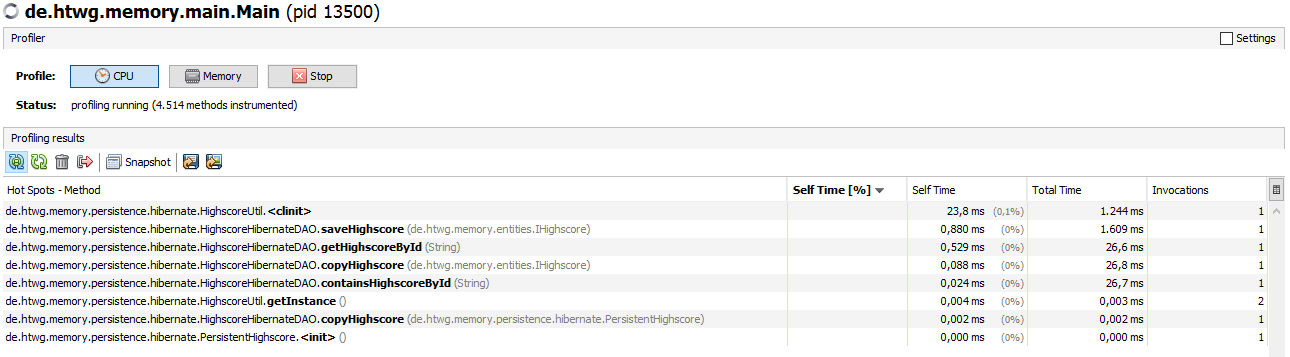 de.htwg.memory.main.Main (pid 13500)
Profiler Settings
Profile: CPU Memory Stop
Status: profiling running (4.514 methods instrumented)
Profiling results
Snapshot
Hot Spots - Method Self Time [%] Self Time Total Time Invocations
de.htwg.memory.persistence.hibernate.HighscoreUtil.<clinit> 23,8 ms (0,1%) 1.244 ms 1
de.htwg.memory.persistence.hibernate.HighscoreHibernateDAO.saveHighscore (de.htwg.memory.entities.IHighscore) 0,880 ms (0%) 1.609 ms 1
de.htwg.memory.persistence.hibernate.HighscoreHibernateDAO.getHighscoreById (String) 0,529 ms (0%) 26,6 ms 1
de.htwg.memory.persistence.hibernate.HighscoreHibernateDAO.copyHighscore (de.htwg.memory.entities.IHighscore) 0,088 ms (0%) 26,8 ms 1
de.htwg.memory.persistence.hibernate.HighscoreHibernateDAO.containsHighscoreById (String) 0,024 ms (0%) 26,7 ms 1
de.htwg.memory.persistence.hibernate.HighscoreUtil.getInstance () 0,004 ms (0%) 0,003 ms 2
de.htwg.memory.persistence.hibernate.HighscoreHibernateDAO.copyHighscore (de.htwg.memory.persistence.hibernate.PersistentHighscore) 0,002 ms (0%) 0,002 ms 1
de.htwg.memory.persistence.hibernate.PersistentHighscore.<init> () 0,000 ms (0%) 0,000 ms 1